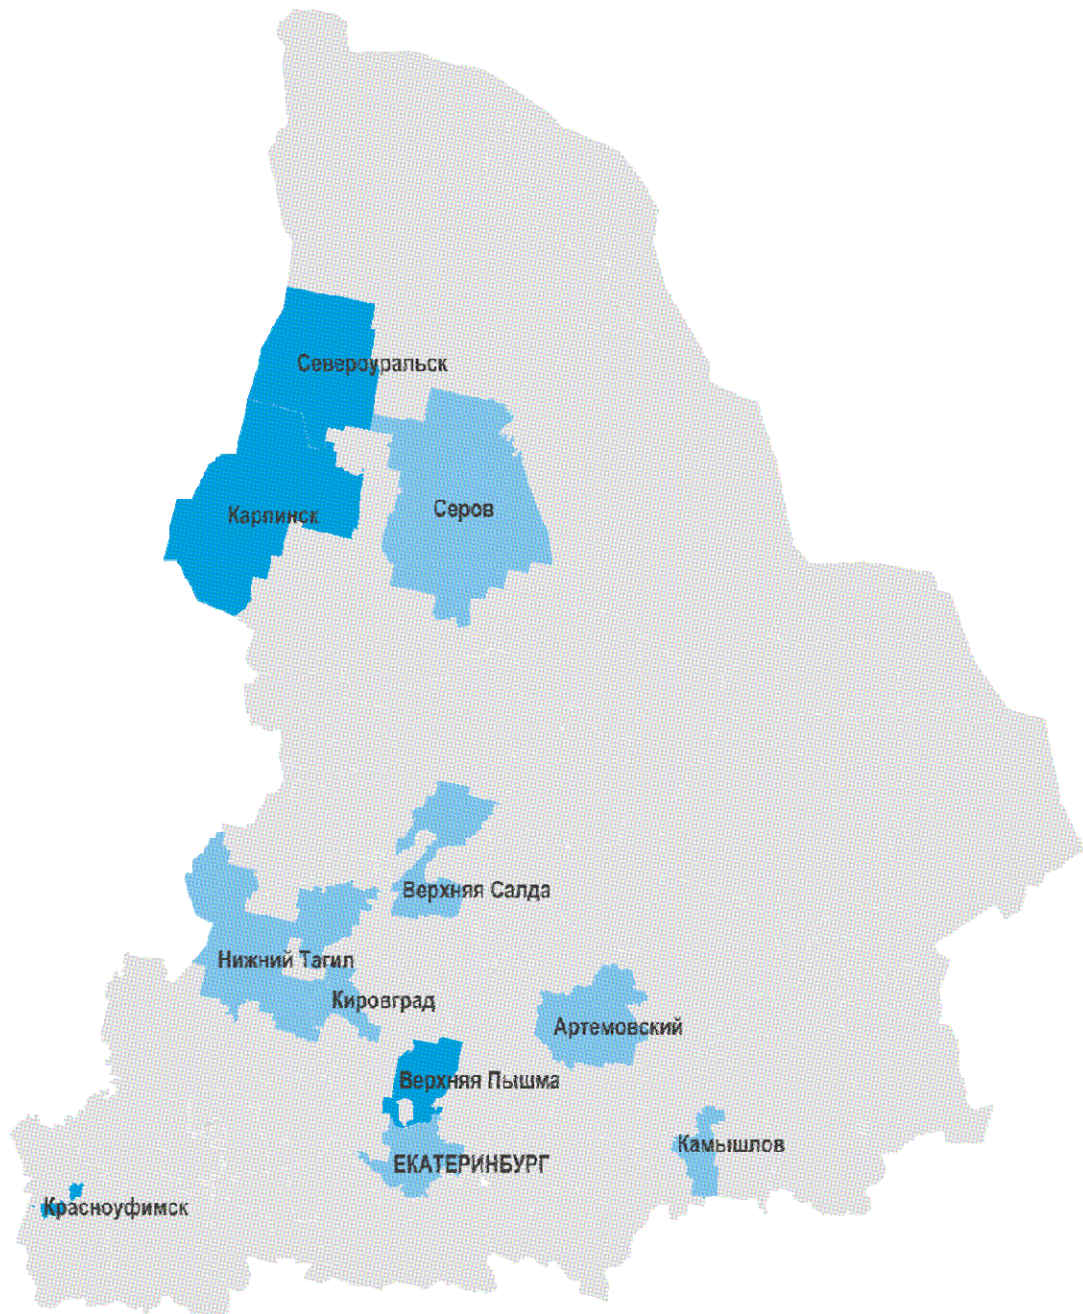 Североуральск
Серов
Карпинск
Верхняя Салда
Нижний Тагил
Кировград
Артемовский
Верхняя Пышма
Камышлов
ЕКАТЕРИНБУРГ
Красноуфимск